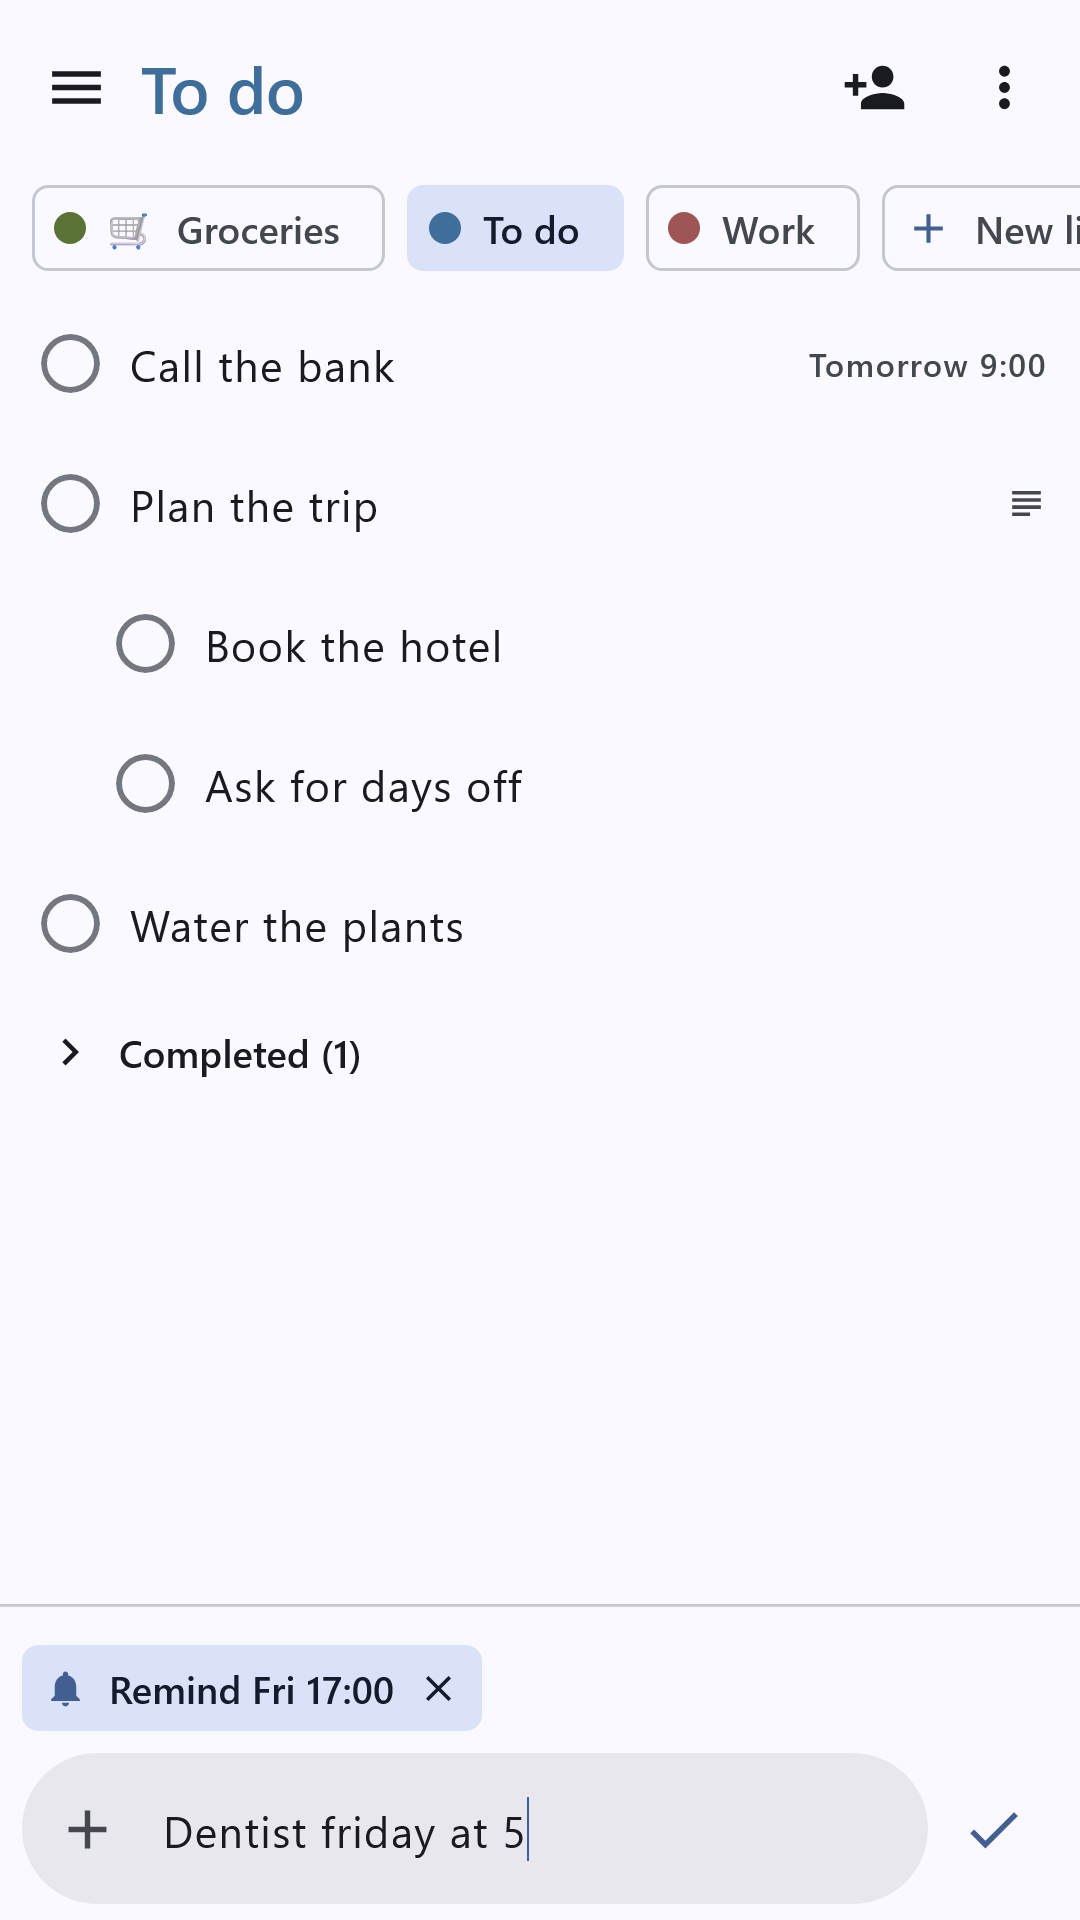 To do
Groceries
To do
Work
New li
Call the bank
Tomorrow 9:00
Plan the trip
Book the hotel
Ask for days off
Water the plants
Completed (1)
Remind Fri 17:00
Dentist friday at 5